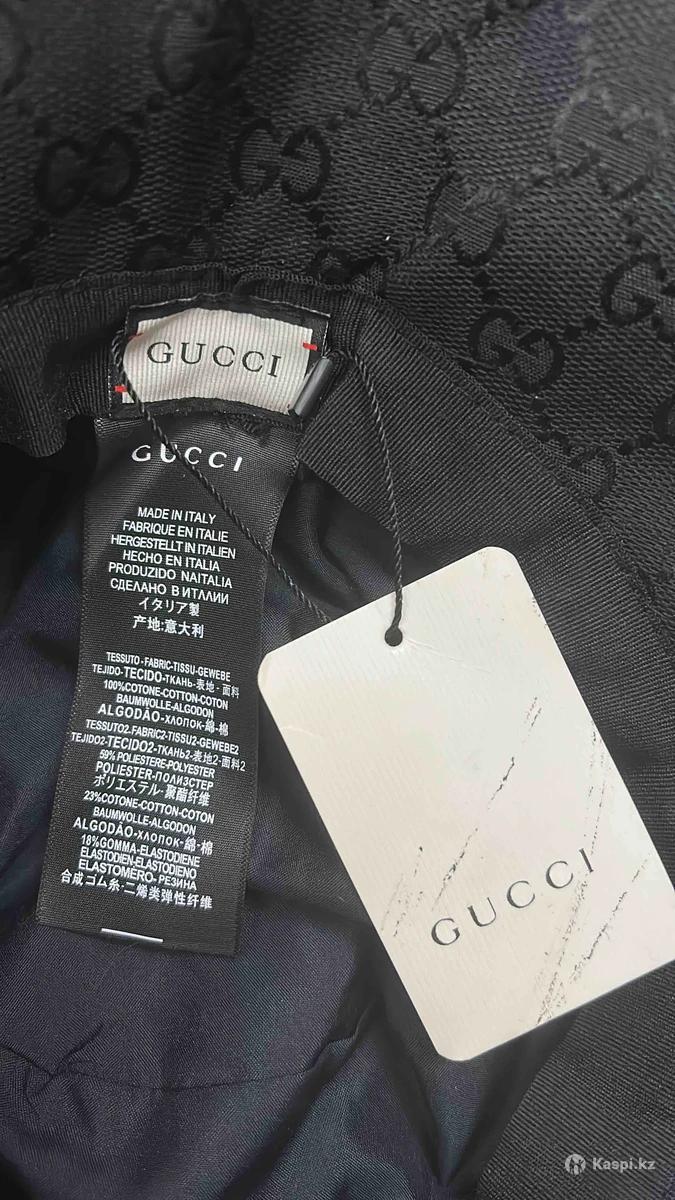 GUCCI
GUCCI
MADE IN ITALY
FABRIQUE EN ITALIE
HERGESTELLT IN ITALIEN
HECHO EN ITALIA
PRODUZIDO NAITALIA
СДЕЛАНО В ИТАЛИИ
イタリア製
产地:意大利
TESSUTO-FABRIC-TISSU-GEWEBE
TEJIDO-TECIDO-ТКАНЬ-表地-面料
100%COTONE-COTTON-COTON
BAUMWOLLE-ALGODON
ALGODÃO-ХЛОПОК-綿-棉
TESSUTO2-FABRIC2-TISSU2-GEWEBE2
TEJIDO2-TECIDO2-ТКАНЬ2-表地2-面料2
59% POLIESTERE-POLYESTER
POLIESTER-ПОЛИЭСТЕР
ポリエステル·聚酯纤维
23%COTONE-COTTON-COTON
BAUMWOLLE-ALGODON
ALGODÃO-ХЛОПОК-綿-棉
18%GOMMA-ELASTODIENE
ELASTODIEN-ELASTODIENO
ELASTOMERO-РЕЗИНА
合成ゴム糸·二烯类弹性纤维
GUCCI
Kaspi.kz